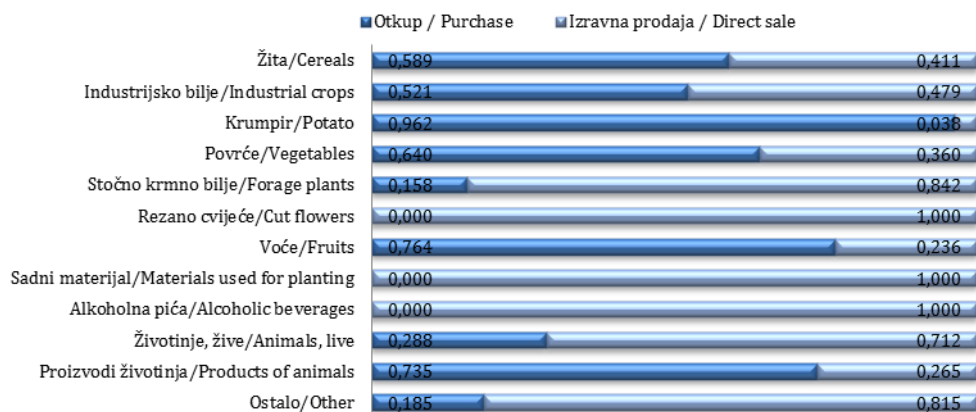 Otkup / Purchase Izravna prodaja / Direct sale
Žita/Cereals 0,589 0,411
Industrijsko bilje/Industrial crops 0,521 0,479
Krumpir/Potato 0,962 0,038
Povrće/Vegetables 0,640 0,360
Stočno krmno bilje/Forage plants 0,158 0,842
Rezano cvijeće/Cut flowers 0,000 1,000
Voće/Fruits 0,764 0,236
Sadni materijal/Materials used for planting 0,000 1,000
Alkoholna pića/Alcoholic beverages 0,000 1,000
Životinje, žive/Animals, live 0,288 0,712
Proizvodi životinja/Products of animals 0,735 0,265
Ostalo/Other 0,185 0,815